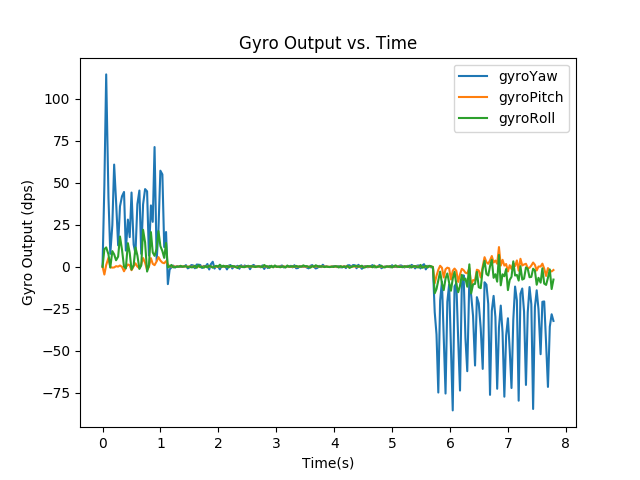 Gyro Output vs. Time
gyroYaw
gyroPitch
gyroRoll
Gyro Output (dps)
100
75
50
25
0
−25
−50
−75
0 1 2 3 4 5 6 7 8
Time(s)